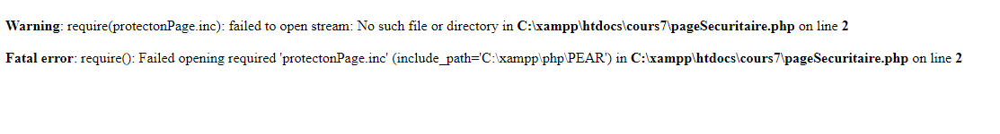 Warning: require(protectonPage.inc): failed to open stream: No such file or directory in C:\xampp\htdocs\cours7\pageSecuritaire.php on line 2
Fatal error: require(): Failed opening required 'protectonPage.inc' (include_path='C:\xampp\php\PEAR') in C:\xampp\htdocs\cours7\pageSecuritaire.php on line 2